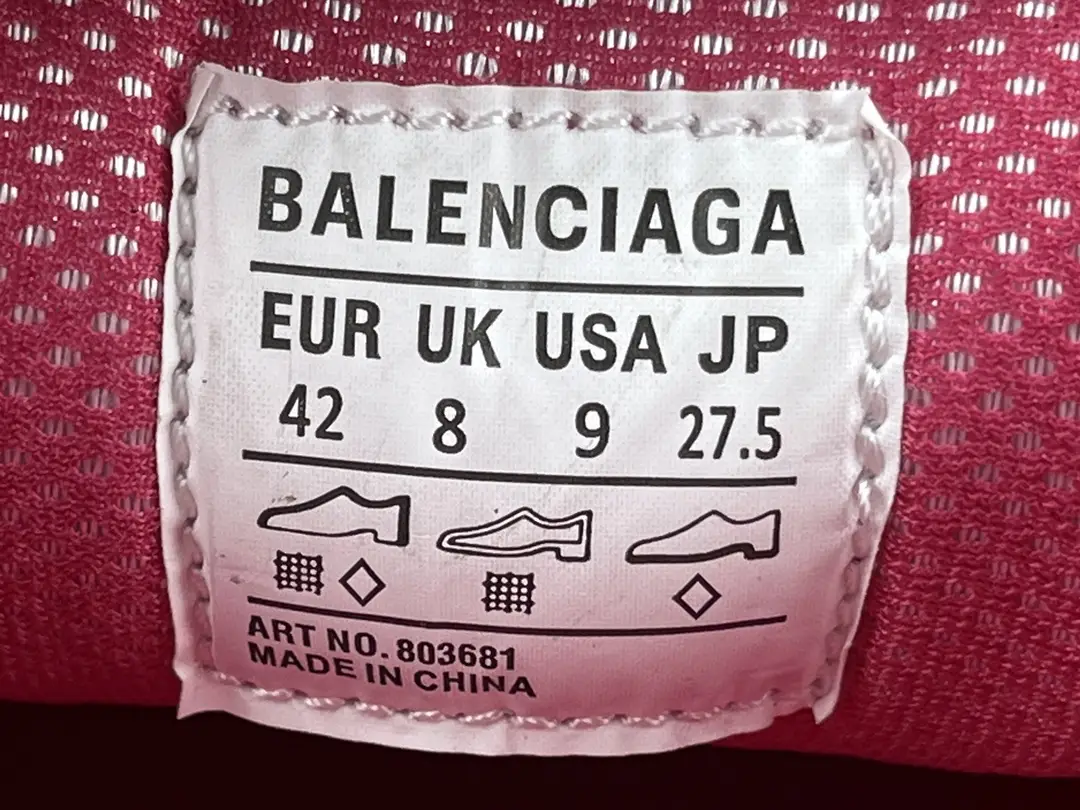 BALENCIAGA
EUR UK USA JP
42 8 9 27.5
ART NO. 803681
MADE IN CHINA